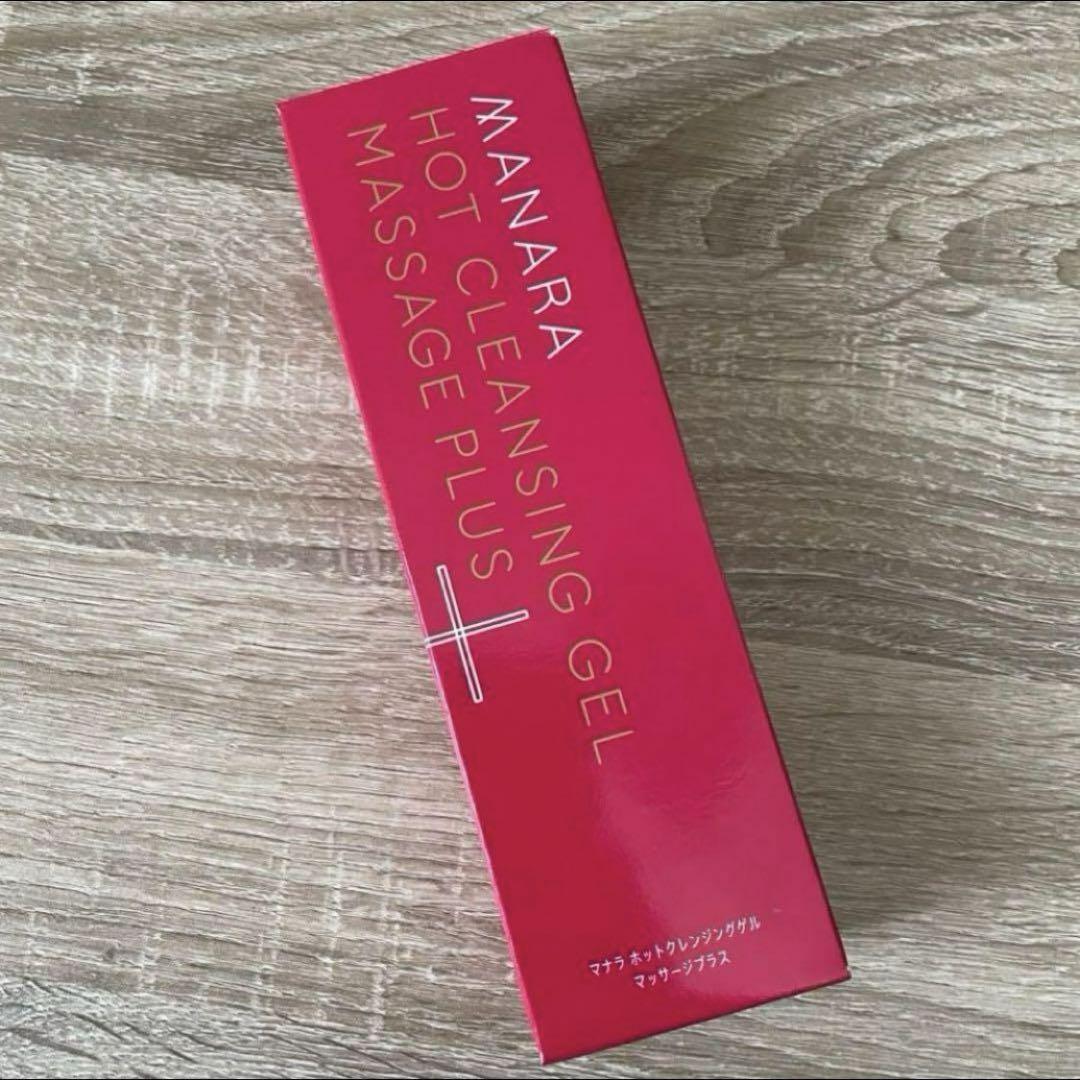 MANARA
HOT CLEANSING GEL
MASSAGE PLUS
マナラ ホットクレンジングゲル
マッサージプラス